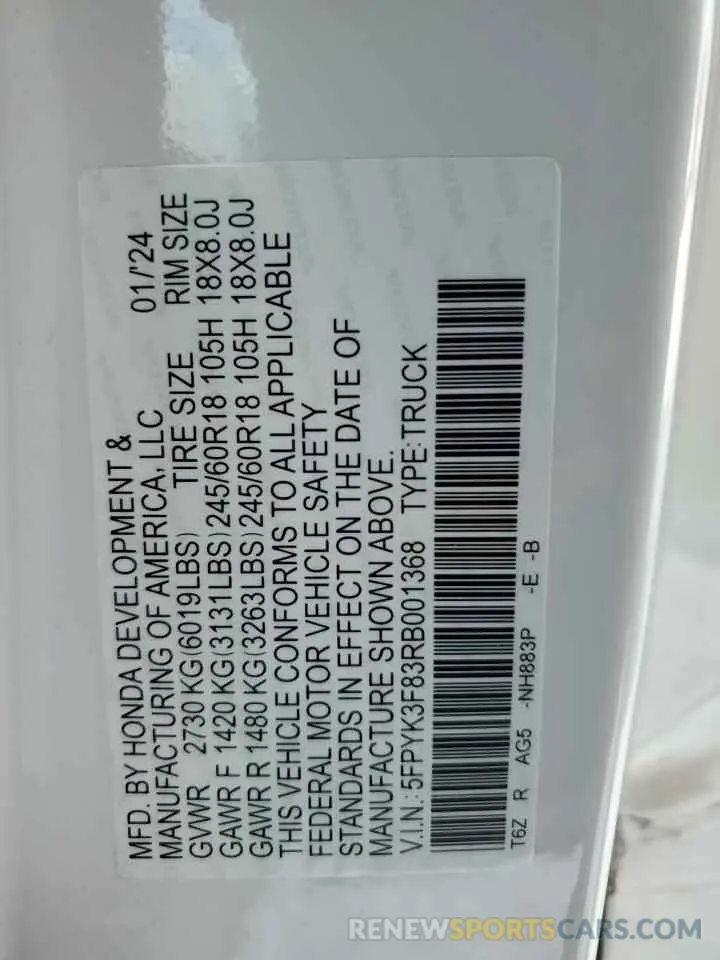 MFD. BY HONDA DEVELOPMENT & 01/'24
MANUFACTURING OF AMERICA, LLC
GVWR 2730 KG(6019LBS) TIRE SIZE RIM SIZE
GAWR F 1420 KG(3131LBS)245/60R18 105H 18X8.0J
GAWR R 1480 KG(3263LBS)245/60R18 105H 18X8.0J
THIS VEHICLE CONFORMS TO ALL APPLICABLE
FEDERAL MOTOR VEHICLE SAFETY
STANDARDS IN EFFECT ON THE DATE OF
MANUFACTURE SHOWN ABOVE.
V.I.N.:5FPYK3F83RB001368 TYPE:TRUCK
T6Z R AG5 -NH883P -E -B
RENEWSPORTSCARS.COM